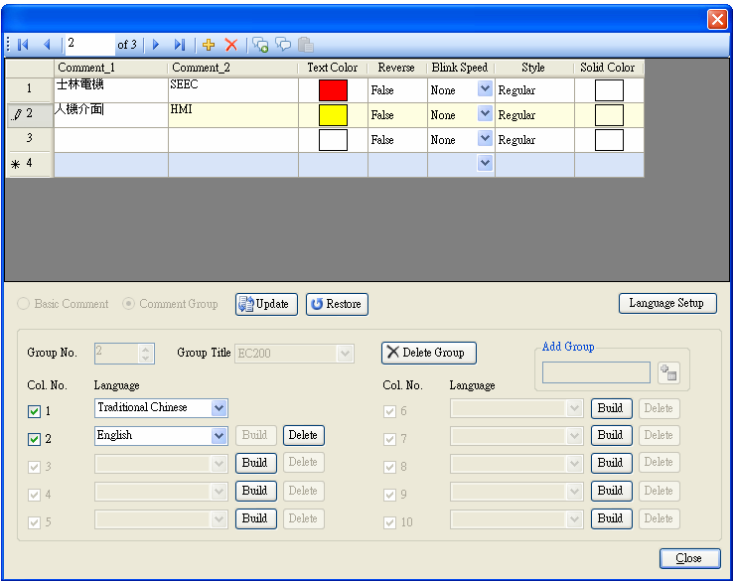 2 of 3
Comment_1 Comment_2 Text Color Reverse Blink Speed Style Solid Color
1 士林電機 SEEC False None Regular
2 人機介面 HMI False None Regular
3 False None Regular
4
Basic Comment Comment Group Update Restore Language Setup
Group No. 2 Group Title EC200 Delete Group Add Group
Col. No. Language Col. No. Language
1 Traditional Chinese 6 Build Delete
2 English Build Delete 7 Build Delete
3 Build Delete 8 Build Delete
4 Build Delete 9 Build Delete
5 Build Delete 10 Build Delete
Close